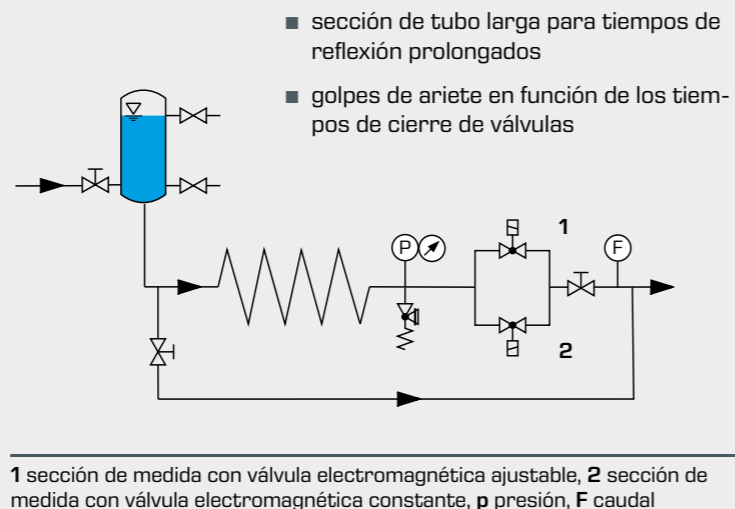 ■ sección de tubo larga para tiempos de
reflexión prolongados
■ golpes de ariete en función de los tiem-
pos de cierre de válvulas
P
1
F
2
1 sección de medida con válvula electromagnética ajustable, 2 sección de
medida con válvula electromagnética constante, p presión, F caudal